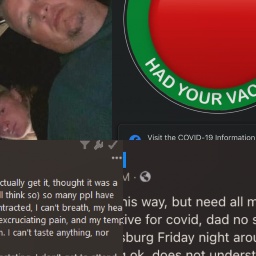 HAD YOUR VAC
Visit the COVID-19 Information
ctually get it, thought it was a
ll think so) so many ppl have
ntracted, I can't breath, my hea
excruciating pain, and my temp
n. I can't taste anything, nor
M ·
his way, but need all m
tive for covid, dad no s
sburg Friday night arou
ok, does not underst